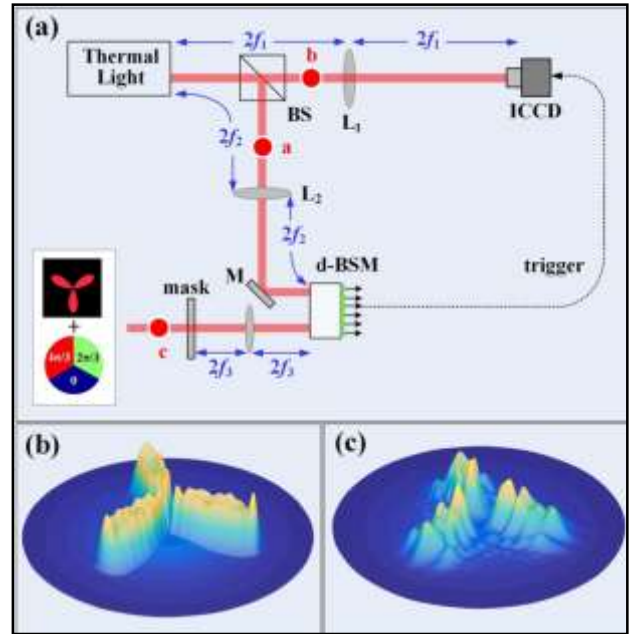 (a)
Thermal
Light
2f₁
2f₁
b
BS
L₁
ICCD
2f₂
a
L₂
2f₂
d-BSM
trigger
M
mask
+
4π/3
2π/3
0
c
2f₃
2f₃
(b)
(c)